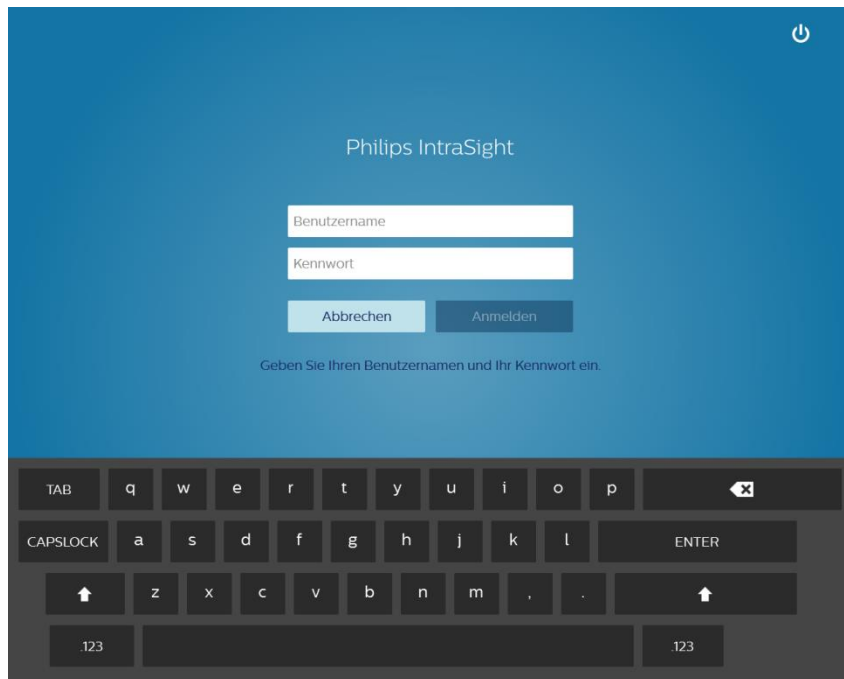 Philips IntraSight
Benutzername
Kennwort
Abbrechen Anmelden
Geben Sie Ihren Benutzernamen und Ihr Kennwort ein.
TAB q w e r t y u i o p
CAPSLOCK a s d f g h j k l ENTER
z x c v b n m , .
.123 .123